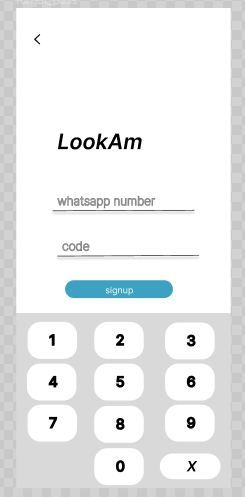 LookAm
whatsapp number
code
signup
1 2 3
4 5 6
7 8 9
0 X